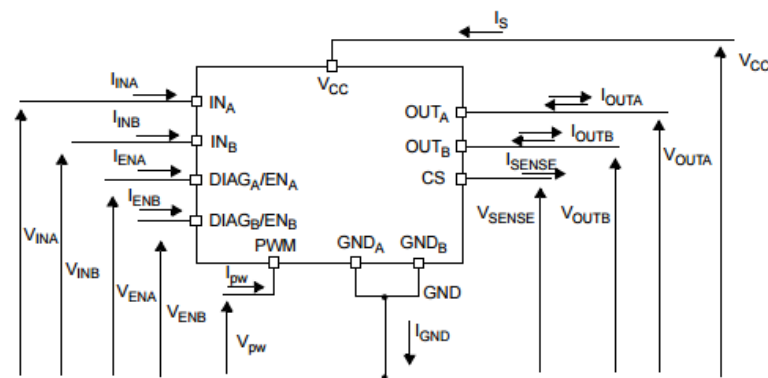 I_S
V_CC
V_CC
I_INA
IN_A
I_OUTA
OUT_A
I_INB
IN_B
I_OUTB
OUT_B
V_OUTA
I_ENA
DIAG_A/EN_A
I_SENSE
CS
I_ENB
DIAG_B/EN_B
V_SENSE
V_OUTB
V_INA
PWM
GND_A
GND_B
V_INB
I_pw
GND
V_ENA
V_ENB
I_GND
V_pw